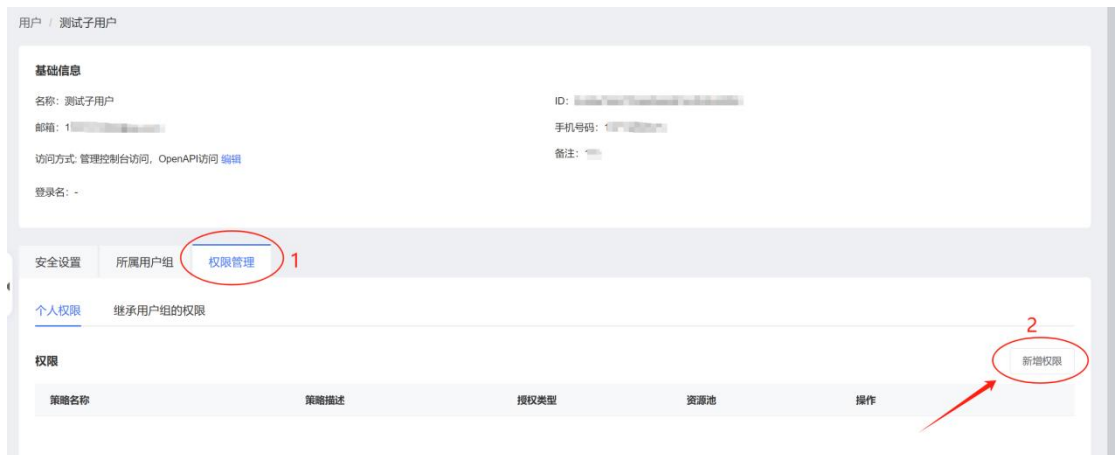 用户 / 测试子用户
基础信息
名称：测试子用户
ID：
邮箱：1
手机号码：1
访问方式: 管理控制台访问，OpenAPI访问 编辑
备注：
登录名：-
安全设置 所属用户组 权限管理 1
个人权限 继承用户组的权限
2
权限 新增权限
策略名称 策略描述 授权类型 资源池 操作